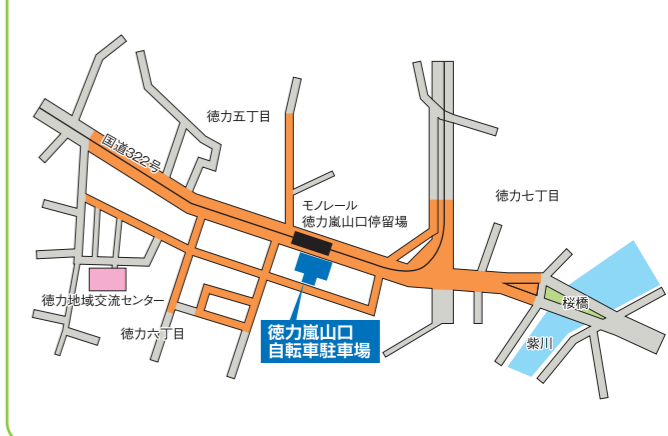 徳力五丁目
国道322号
徳力七丁目
モノレール
徳力嵐山口停留場
徳力地域交流センター
桜橋
徳力六丁目
徳力嵐山口
自転車駐車場
紫川